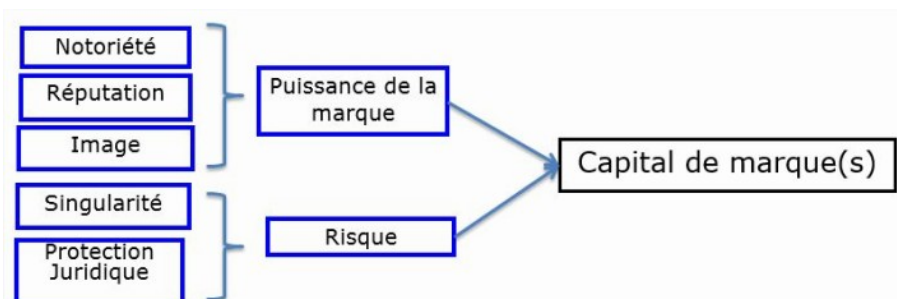 Notoriété
Réputation
Image
Singularité
Protection
Juridique
Puissance de la
marque
Risque
Capital de marque(s)